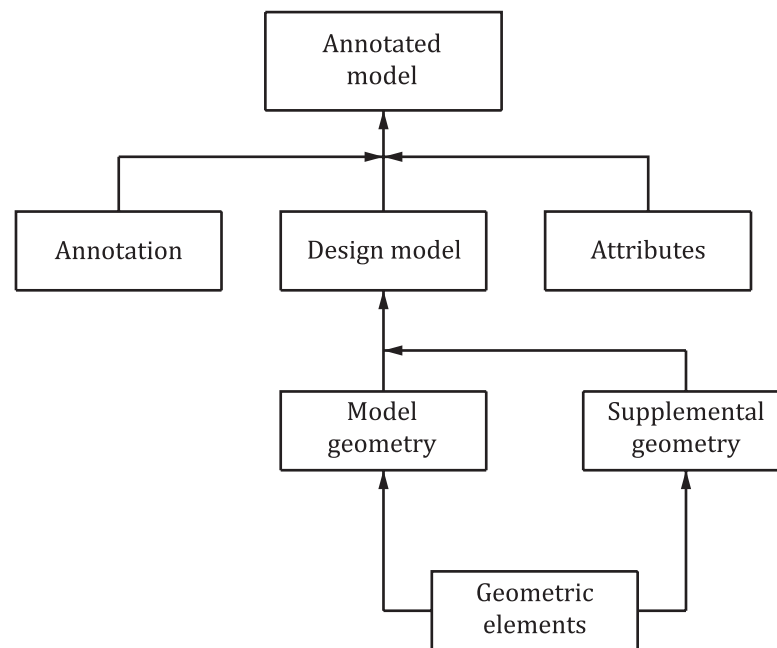 Annotated
model
Annotation
Design model
Attributes
Model
geometry
Supplemental
geometry
Geometric
elements